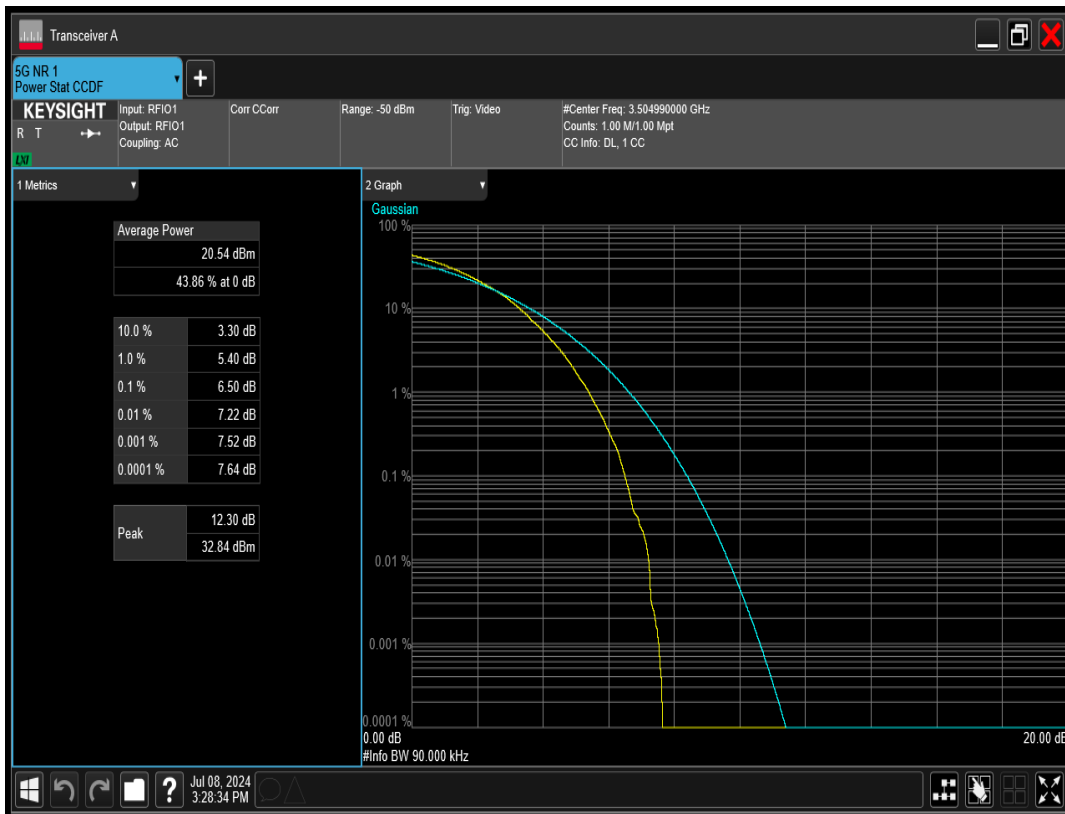 Transceiver A
5G NR 1
Power Stat CCDF
+
KEYSIGHT
R T
LXI
Input: RFIO1
Output: RFIO1
Coupling: AC
Corr CCorr
Range: -50 dBm
Trig: Video
#Center Freq: 3.504990000 GHz
Counts: 1.00 M/1.00 Mpt
CC Info: DL, 1 CC
1 Metrics
Average Power
20.54 dBm
43.86 % at 0 dB
10.0 % 3.30 dB
1.0 % 5.40 dB
0.1 % 6.50 dB
0.01 % 7.22 dB
0.001 % 7.52 dB
0.0001 % 7.64 dB
Peak
12.30 dB
32.84 dBm
2 Graph
Gaussian
100 %
10 %
1 %
0.1 %
0.01 %
0.001 %
0.0001 %
0.00 dB
20.00 dB
#Info BW 90.000 kHz
?
Jul 08, 2024
3:28:34 PM